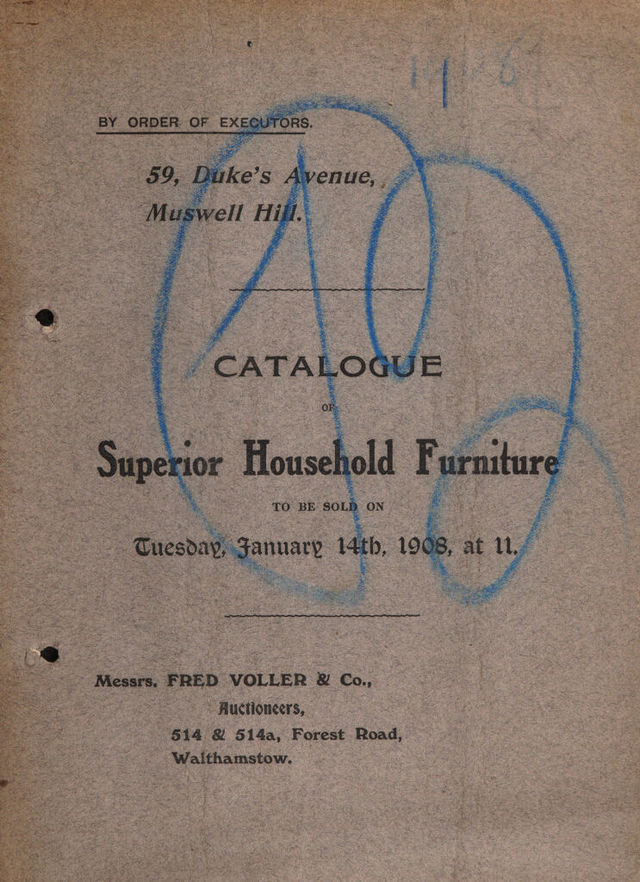 BY ORDER OF EXECUTORS.
59, Duke's Avenue,
Muswell Hill.
CATALOGUE
OF
Superior Household Furniture
TO BE SOLD ON
Tuesday, January 14th, 1908, at 11.
Messrs. FRED VOLLER & Co.,
Auctioneers,
514 & 514a, Forest Road,
Walthamstow.